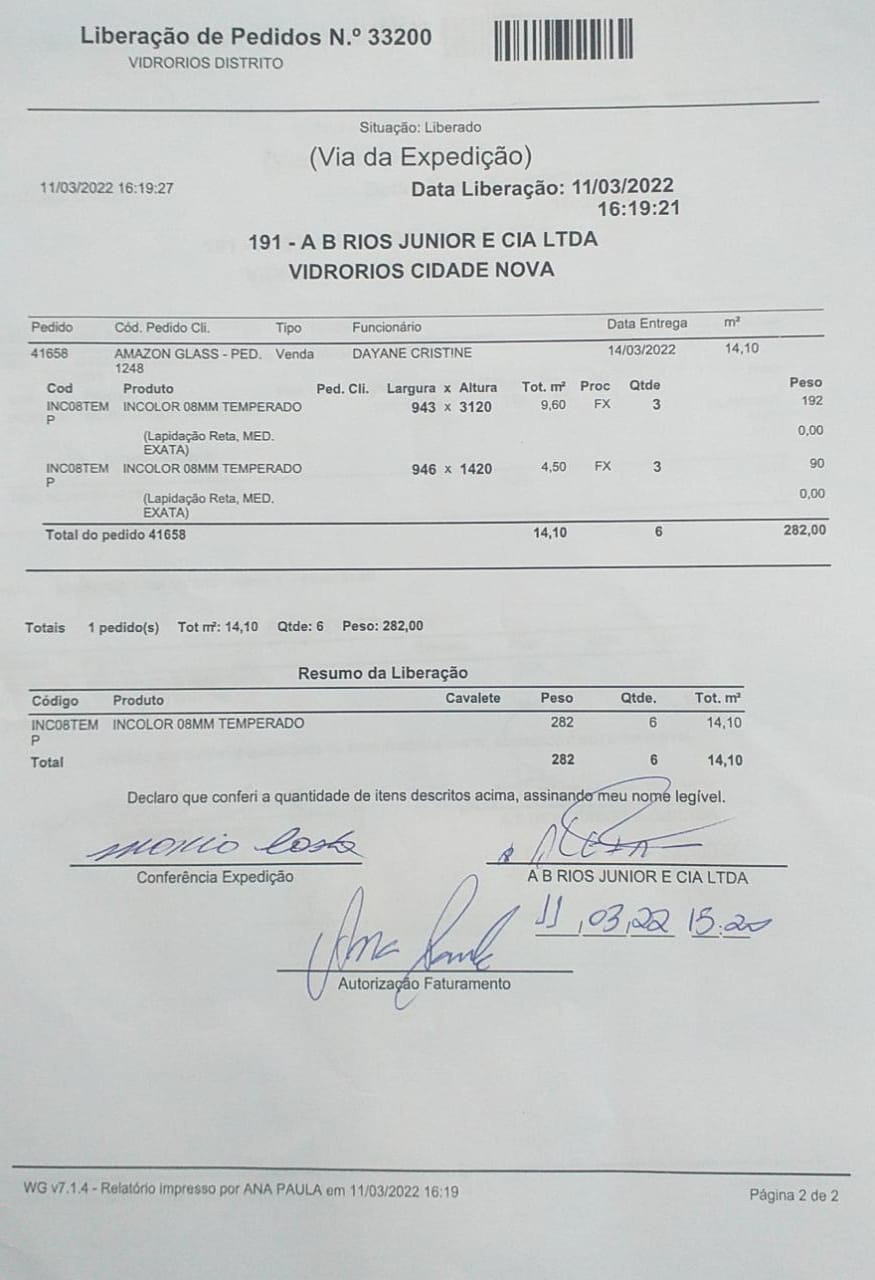 Liberação de Pedidos N.º 33200
VIDRORIOS DISTRITO
Situação: Liberado
(Via da Expedição)
11/03/2022 16:19:27 Data Liberação: 11/03/2022
16:19:21
191 - A B RIOS JUNIOR E CIA LTDA
VIDRORIOS CIDADE NOVA
Pedido Cód. Pedido Cli. Tipo Funcionário Data Entrega m²
41658 AMAZON GLASS - PED. Venda DAYANE CRISTINE 14/03/2022 14,10
1248
Cod Produto Ped. Cli. Largura x Altura Tot. m² Proc Qtde Peso
INC08TEM INCOLOR 08MM TEMPERADO 943 x 3120 9,60 FX 3 192
P
(Lapidação Reta, MED. 0,00
EXATA)
INC08TEM INCOLOR 08MM TEMPERADO 946 x 1420 4,50 FX 3 90
P
(Lapidação Reta, MED. 0,00
EXATA)
Total do pedido 41658 14,10 6 282,00
Totais 1 pedido(s) Tot m²: 14,10 Qtde: 6 Peso: 282,00
Resumo da Liberação
Código Produto Cavalete Peso Qtde. Tot. m²
INC08TEM INCOLOR 08MM TEMPERADO 282 6 14,10
P
Total 282 6 14,10
Declaro que conferi a quantidade de itens descritos acima, assinando meu nome legível.
Costa
Conferência Expedição A B RIOS JUNIOR E CIA LTDA
11,03,22 15:20
Ana Paula
Autorização Faturamento
WG v7.1.4 - Relatório impresso por ANA PAULA em 11/03/2022 16:19
Página 2 de 2